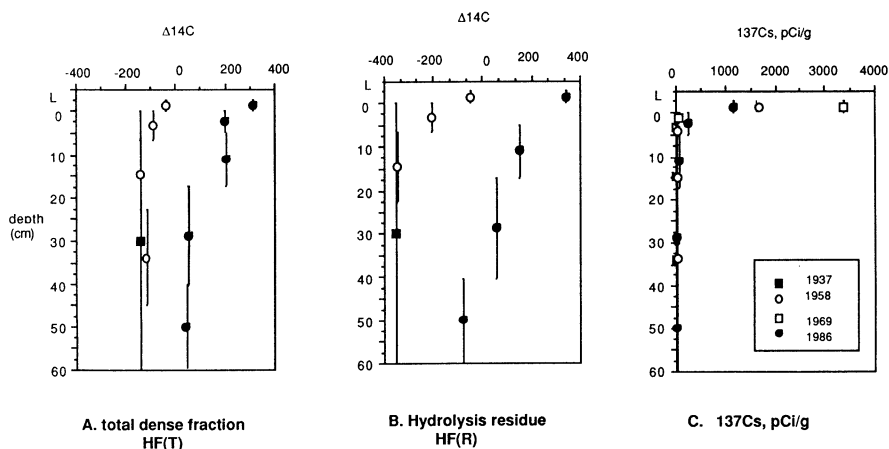 Δ14C
-400 -200 0 200 400
L
0
10
20
30
40
50
60
depth
(cm)
A. total dense fraction
HF(T)
Δ14C
-400 -200 0 200 400
L
0
10
20
30
40
50
60
B. Hydrolysis residue
HF(R)
137Cs, pCi/g
0 1000 2000 3000 4000
L
0
10
20
30
40
50
60
1937
1958
1969
1986
C. 137Cs, pCi/g